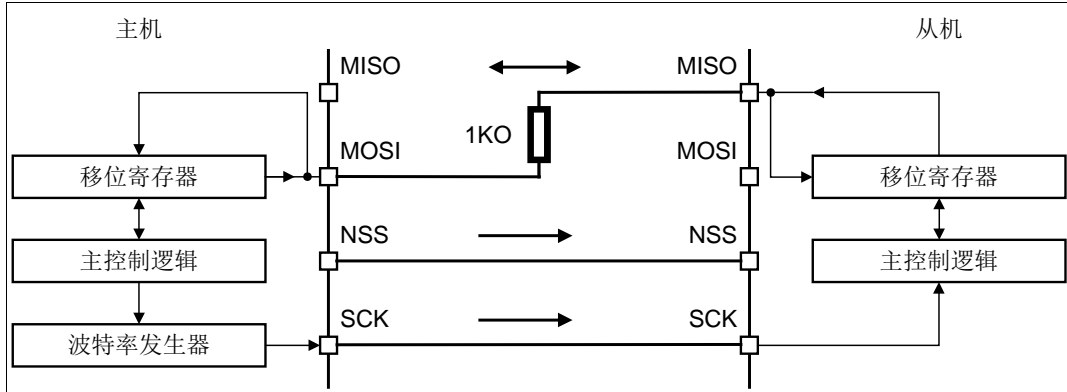 主机
从机
MISO
MISO
1KO
MOSI
MOSI
移位寄存器
移位寄存器
NSS
NSS
主控制逻辑
主控制逻辑
SCK
SCK
波特率发生器